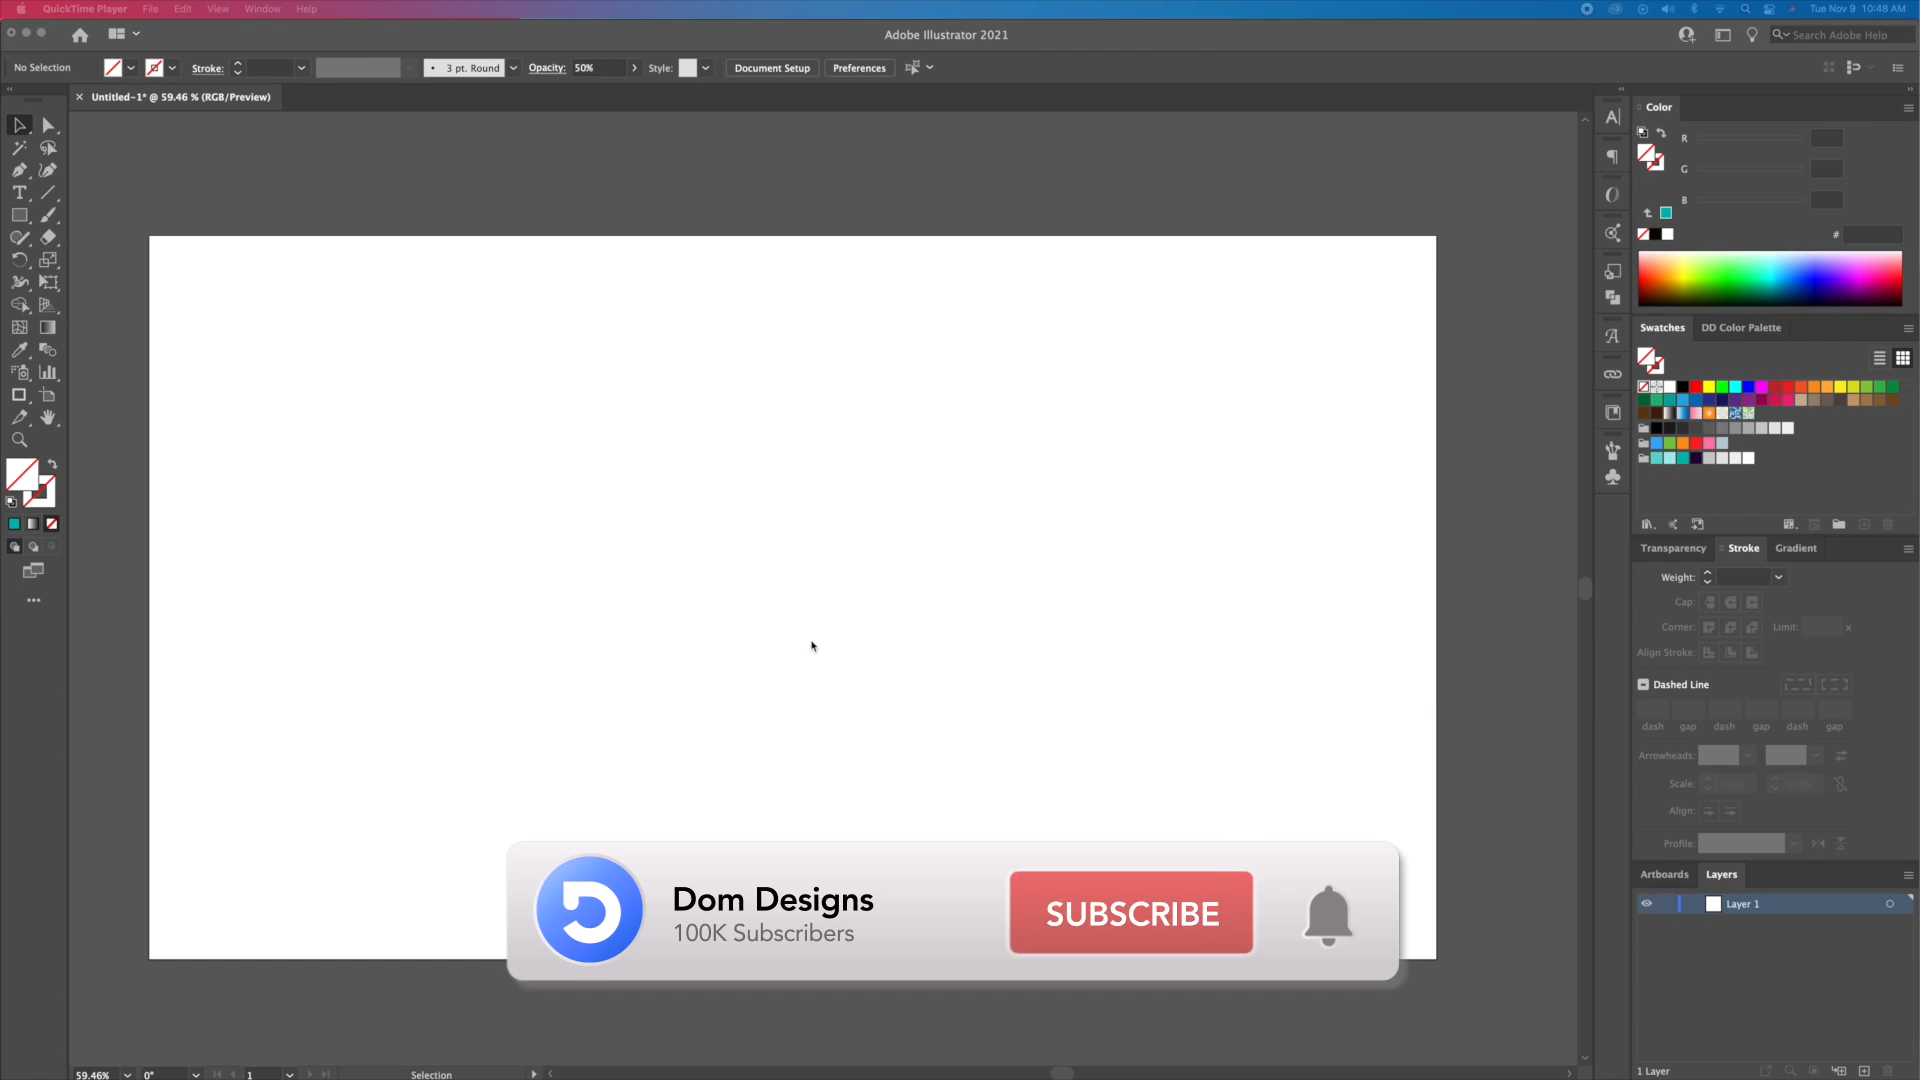 QuickTime Player File Edit View Window Help Tue Nov 9 10:48 AM
Adobe Illustrator 2021 Search Adobe Help
No Selection Stroke: 3 pt. Round Opacity: 50% Style: Document Setup Preferences
Untitled-1* @ 59.46 % (RGB/Preview)
Color
R
G
B
#
Swatches DD Color Palette
Transparency Stroke Gradient
Weight:
Cap:
Corner: Limit: x
Align Stroke:
Dashed Line
dash gap dash gap dash gap
Arrowheads:
Scale: 100% 100%
Align:
Profile:
Artboards Layers
Layer 1
Dom Designs
100K Subscribers
SUBSCRIBE
59.46% 0° 1 Selection
1 Layer